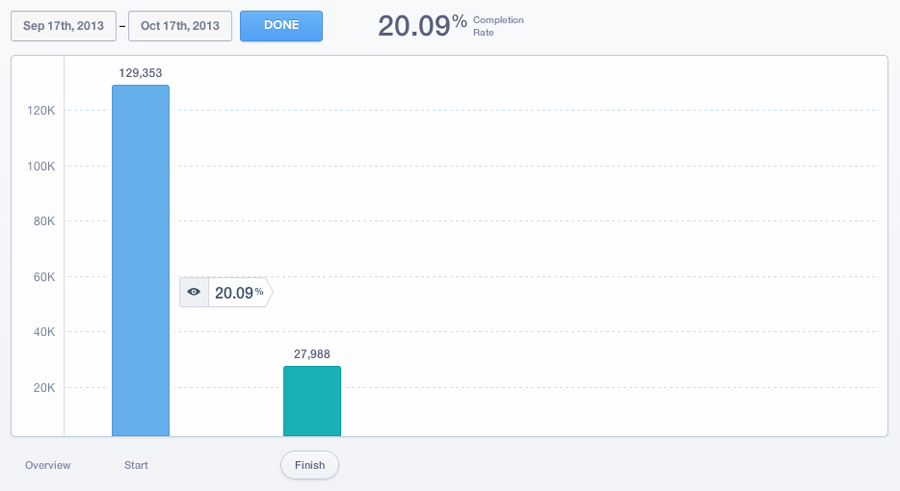 Sep 17th, 2013 – Oct 17th, 2013 DONE 20.09% Completion
Rate
129,353
120K
100K
80K
60K
20.09%
40K
27,988
20K
Overview Start Finish